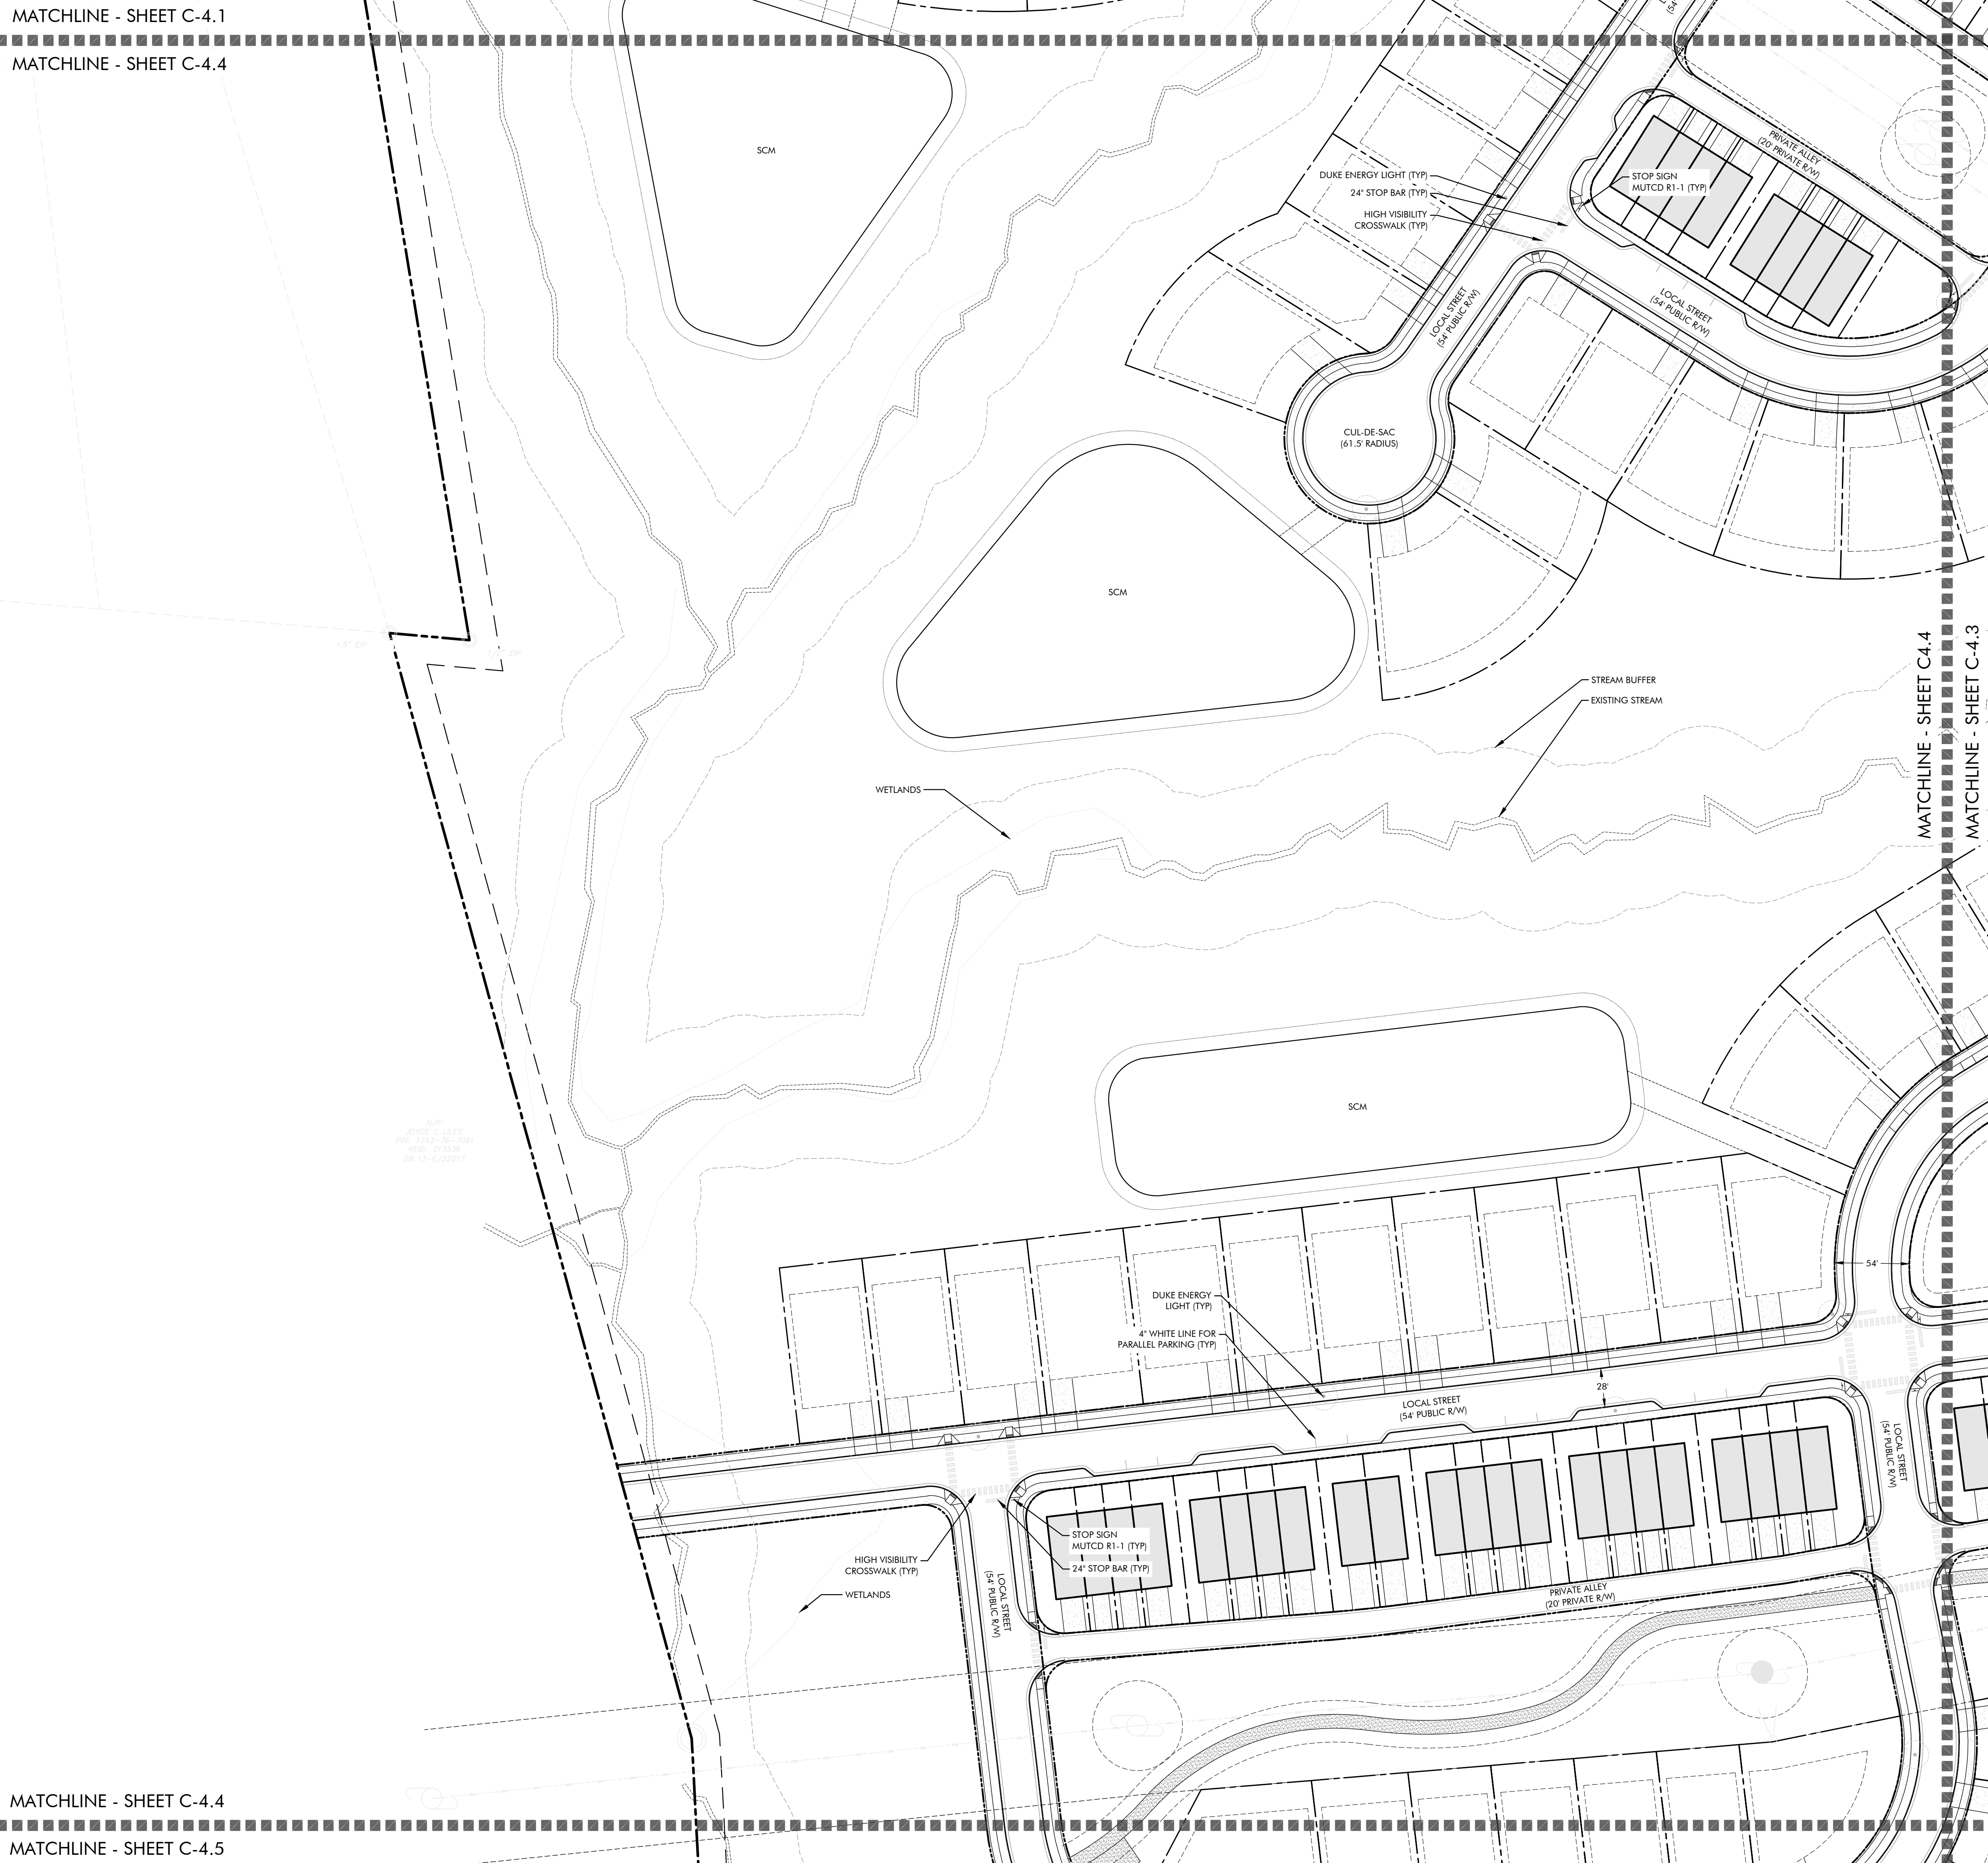 MATCHLINE - SHEET C-4.1
MATCHLINE - SHEET C-4.4
SCM
PRIVATE ALLEY
(20' PRIVATE R/W)
DUKE ENERGY LIGHT (TYP)
24" STOP BAR (TYP)
HIGH VISIBILITY
CROSSWALK (TYP)
STOP SIGN
MUTCD R1-1 (TYP)
LOCAL STREET
(54' PUBLIC R/W)
LOCAL STREET
(54' PUBLIC R/W)
CUL-DE-SAC
(61.5' RADIUS)
SCM
1.5" EP
STREAM BUFFER
EXISTING STREAM
MATCHLINE - SHEET C4.4
MATCHLINE - SHEET C-4.3
WETLANDS
SCM
N/F
54'
DUKE ENERGY
LIGHT (TYP)
4" WHITE LINE FOR
PARALLEL PARKING (TYP)
28'
LOCAL STREET
(54' PUBLIC R/W)
LOCAL STREET
(54' PUBLIC R/W)
STOP SIGN
MUTCD R1-1 (TYP)
24" STOP BAR (TYP)
HIGH VISIBILITY
CROSSWALK (TYP)
WETLANDS
LOCAL STREET
(54' PUBLIC R/W)
PRIVATE ALLEY
(20' PRIVATE R/W)
MATCHLINE - SHEET C-4.4
MATCHLINE - SHEET C-4.5